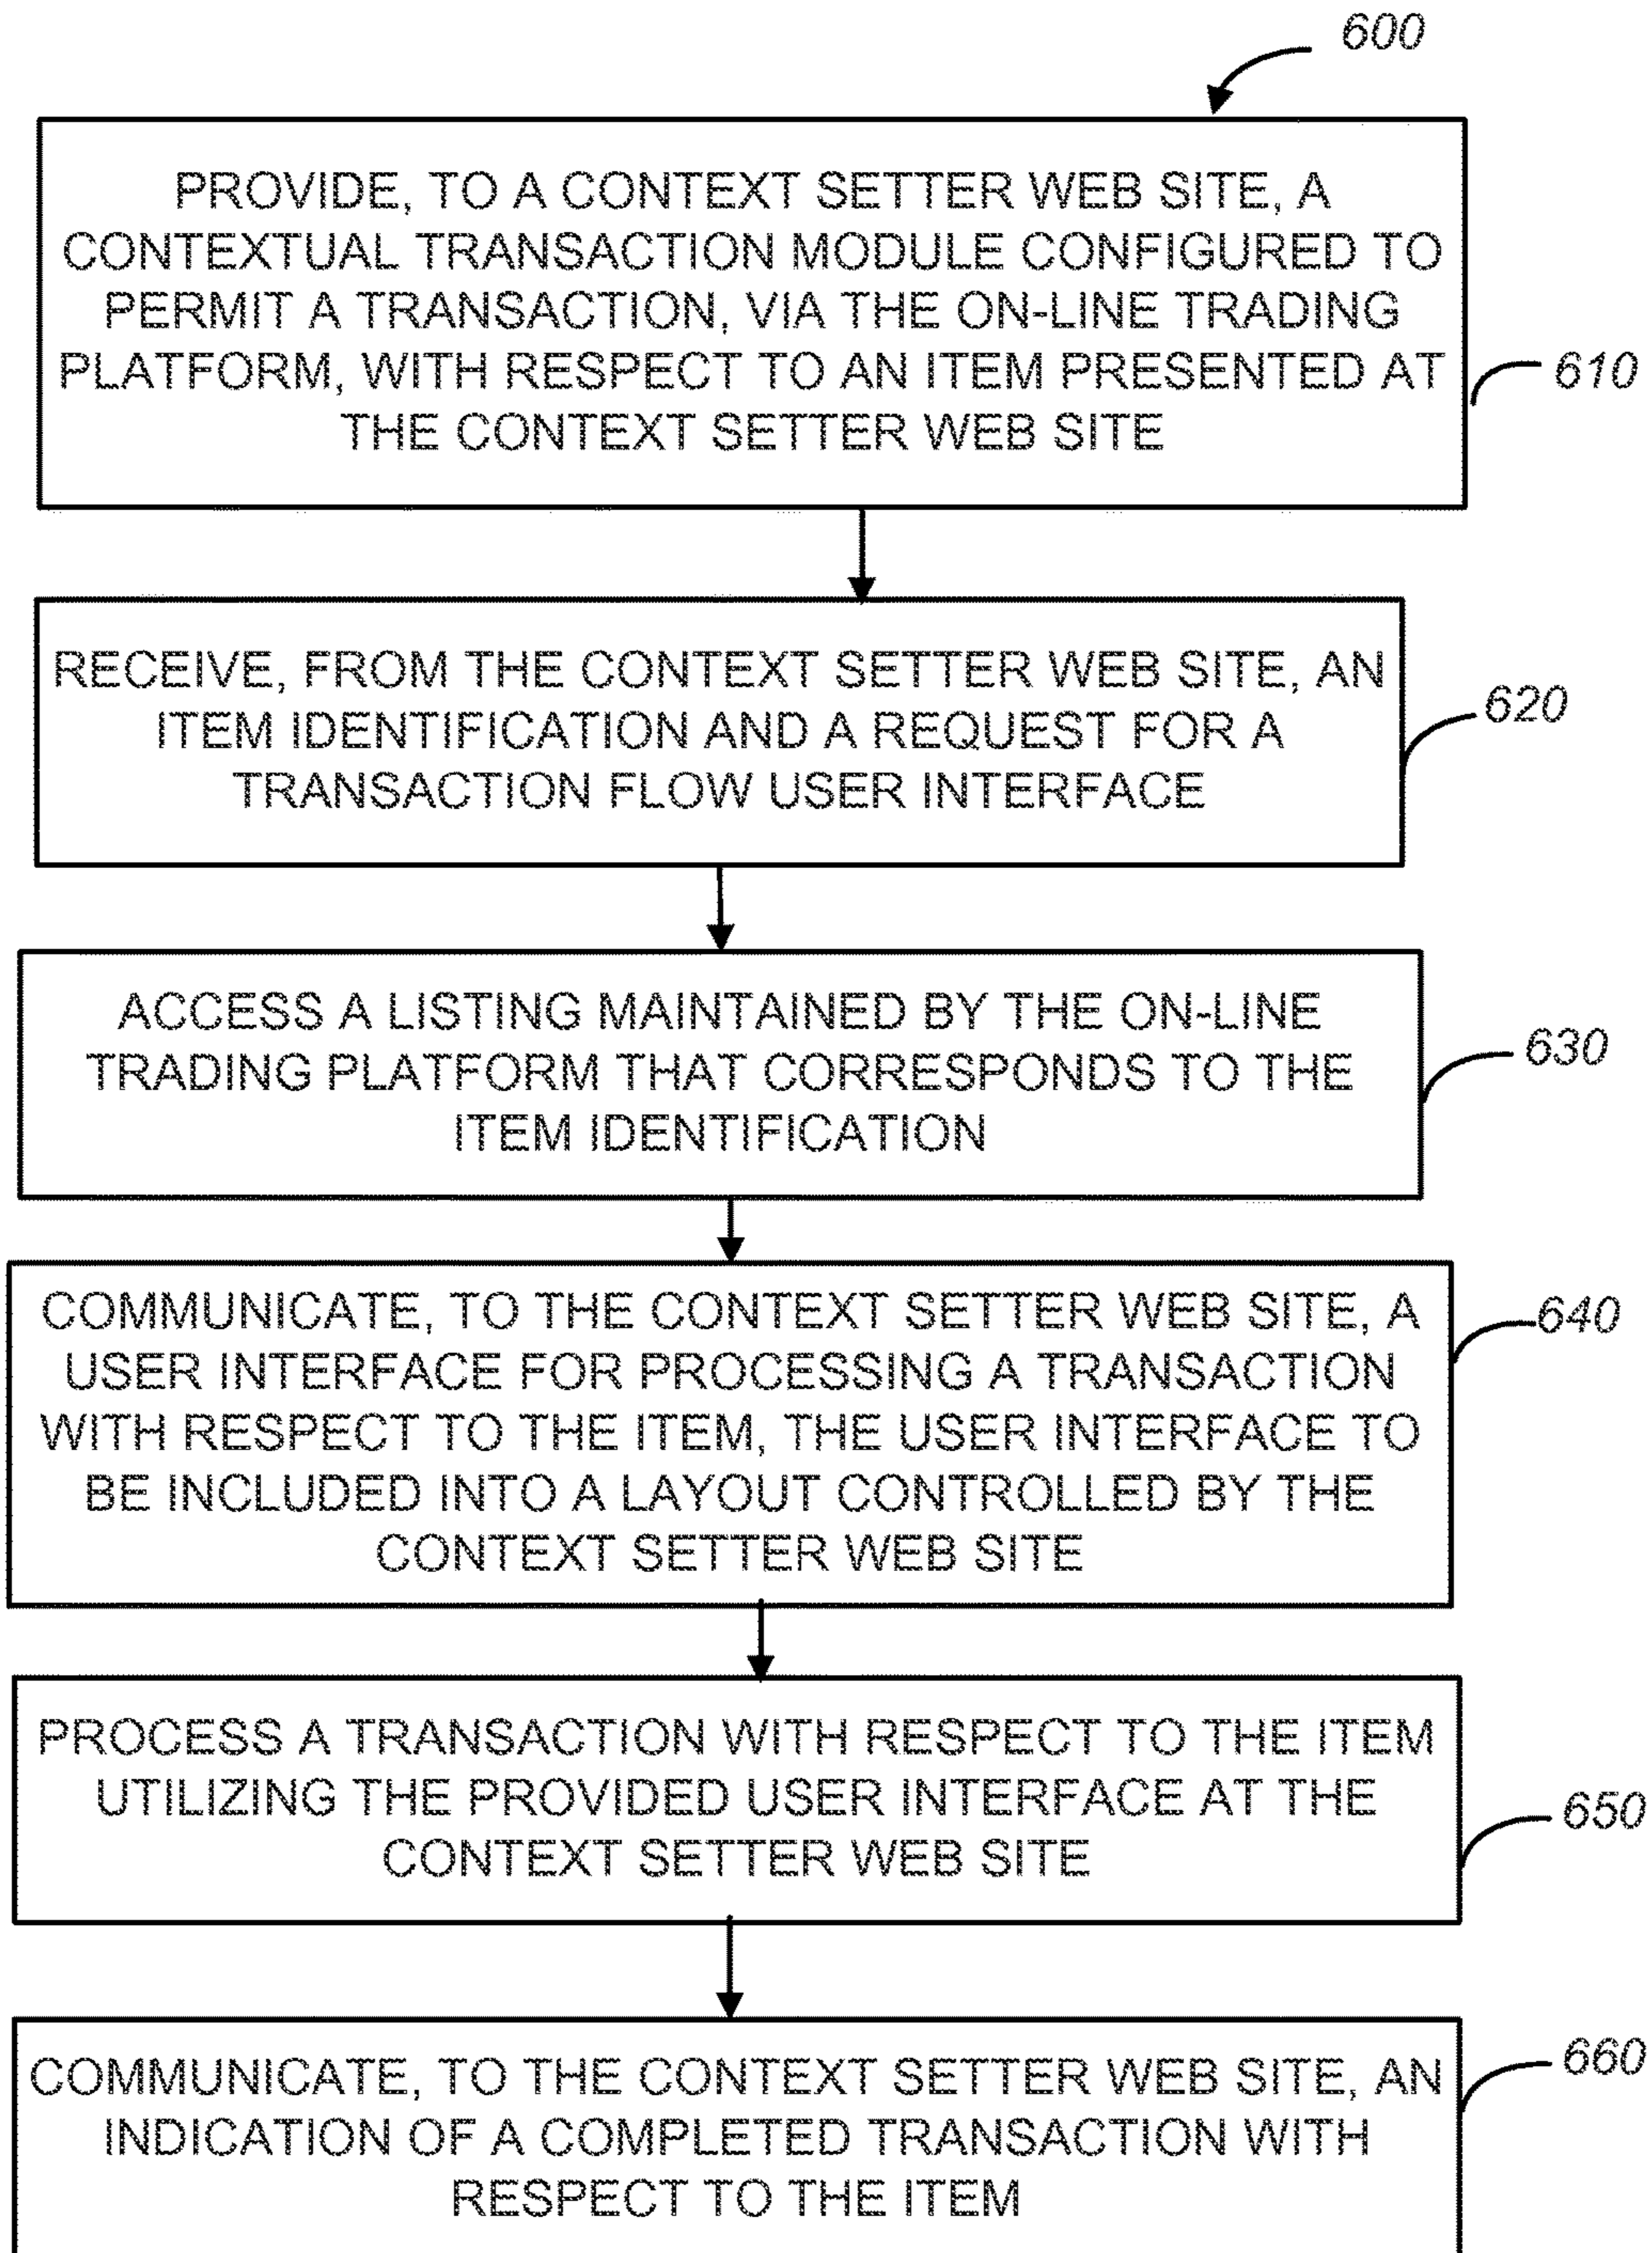 600
PROVIDE, TO A CONTEXT SETTER WEB SITE, A
CONTEXTUAL TRANSACTION MODULE CONFIGURED TO
PERMIT A TRANSACTION, VIA THE ON-LINE TRADING
PLATFORM, WITH RESPECT TO AN ITEM PRESENTED AT
THE CONTEXT SETTER WEB SITE
610
RECEIVE, FROM THE CONTEXT SETTER WEB SITE, AN
ITEM IDENTIFICATION AND A REQUEST FOR A
TRANSACTION FLOW USER INTERFACE
620
ACCESS A LISTING MAINTAINED BY THE ON-LINE
TRADING PLATFORM THAT CORRESPONDS TO THE
ITEM IDENTIFICATION
630
COMMUNICATE, TO THE CONTEXT SETTER WEB SITE, A
USER INTERFACE FOR PROCESSING A TRANSACTION
WITH RESPECT TO THE ITEM, THE USER INTERFACE TO
BE INCLUDED INTO A LAYOUT CONTROLLED BY THE
CONTEXT SETTER WEB SITE
640
PROCESS A TRANSACTION WITH RESPECT TO THE ITEM
UTILIZING THE PROVIDED USER INTERFACE AT THE
CONTEXT SETTER WEB SITE
650
COMMUNICATE, TO THE CONTEXT SETTER WEB SITE, AN
INDICATION OF A COMPLETED TRANSACTION WITH
RESPECT TO THE ITEM
660